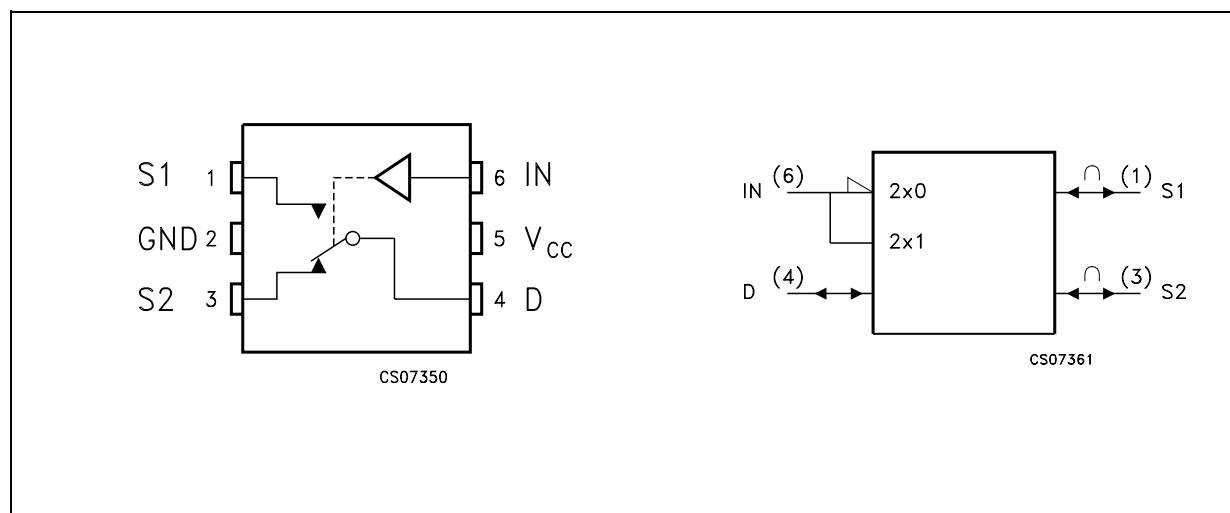 S1 1 6 IN
GND 2 5 VCC
S2 3 4 D
CS07350
IN (6) 2x0 ∩ (1) S1
2x1
D (4) ∩ (3) S2
CS07361